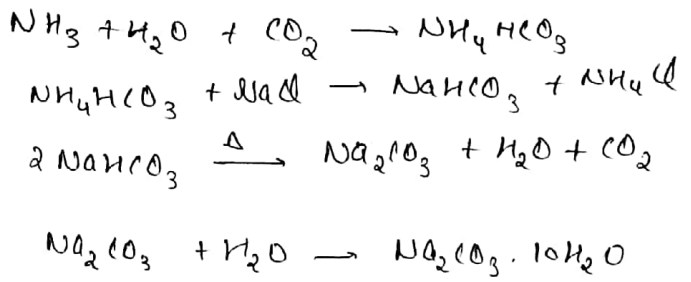 NH₃ + H₂O + CO₂ → NH₄HCO₃
NH₄HCO₃ + NaCl → NaHCO₃ + NH₄Cl
2 NaHCO₃ —Δ→ Na₂CO₃ + H₂O + CO₂
Na₂CO₃ + H₂O → Na₂CO₃ . 10H₂O